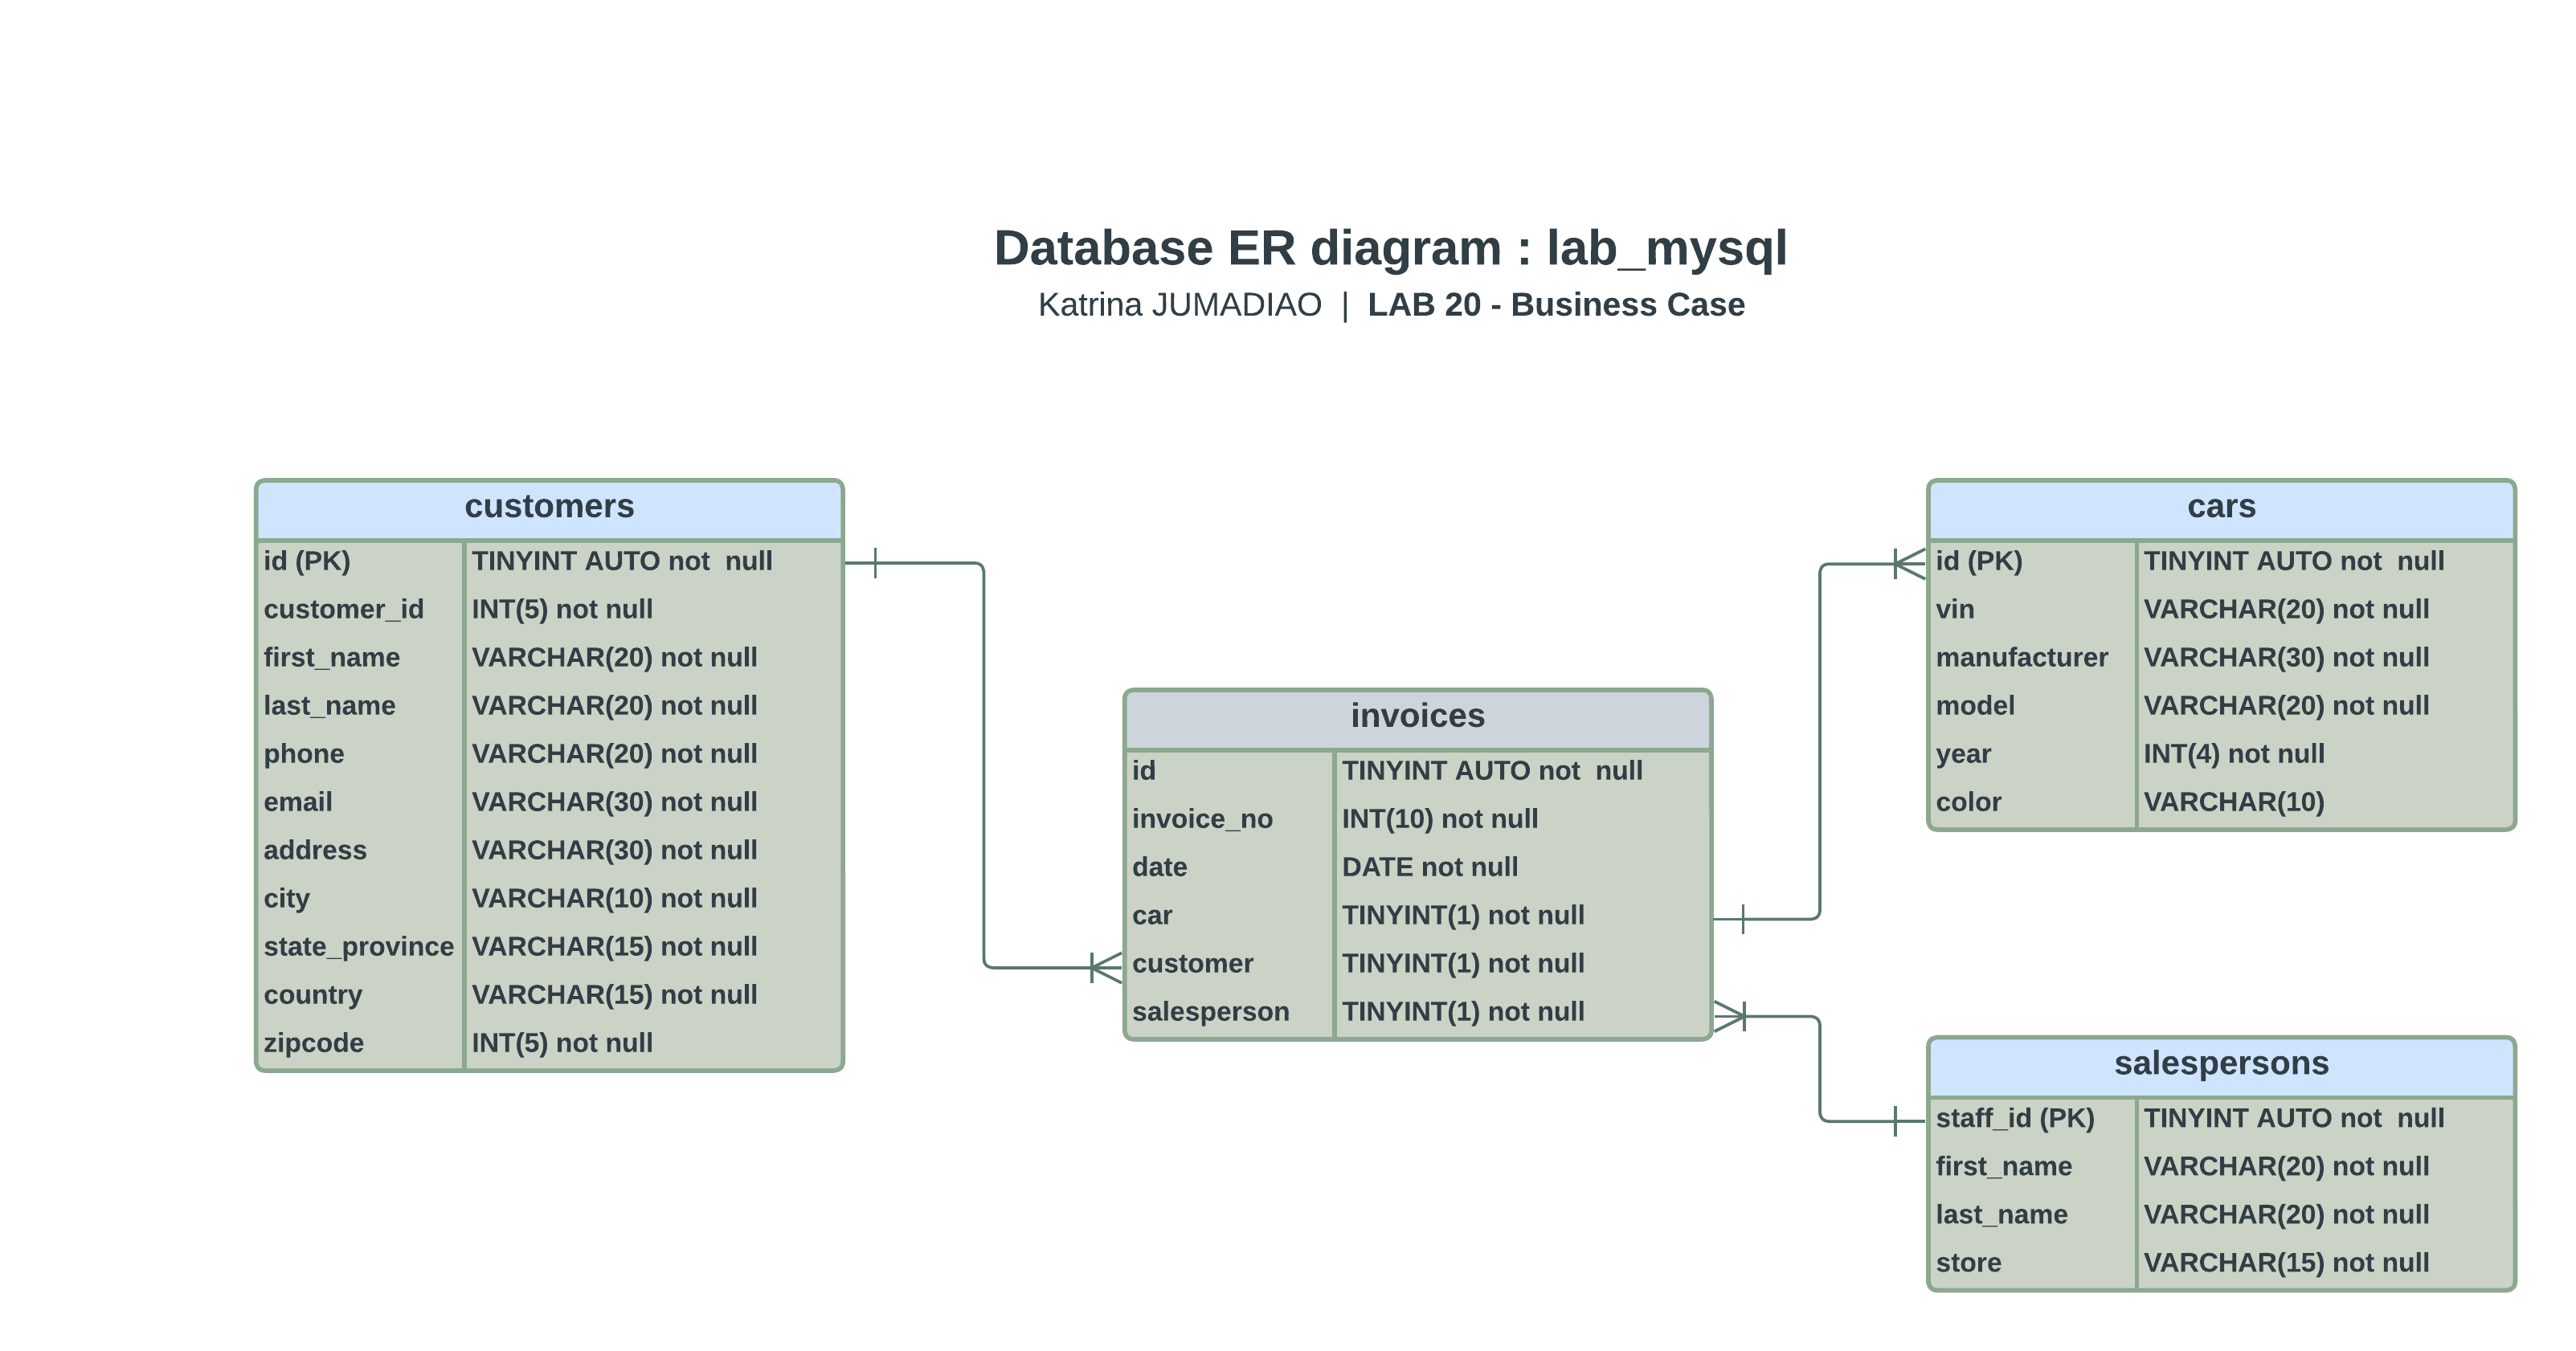 Database ER diagram : lab_mysql
Katrina JUMADIAO | LAB 20 - Business Case
customers
id (PK) TINYINT AUTO not null
customer_id INT(5) not null
first_name VARCHAR(20) not null
last_name VARCHAR(20) not null
phone VARCHAR(20) not null
email VARCHAR(30) not null
address VARCHAR(30) not null
city VARCHAR(10) not null
state_province VARCHAR(15) not null
country VARCHAR(15) not null
zipcode INT(5) not null
invoices
id TINYINT AUTO not null
invoice_no INT(10) not null
date DATE not null
car TINYINT(1) not null
customer TINYINT(1) not null
salesperson TINYINT(1) not null
cars
id (PK) TINYINT AUTO not null
vin VARCHAR(20) not null
manufacturer VARCHAR(30) not null
model VARCHAR(20) not null
year INT(4) not null
color VARCHAR(10)
salespersons
staff_id (PK) TINYINT AUTO not null
first_name VARCHAR(20) not null
last_name VARCHAR(20) not null
store VARCHAR(15) not null